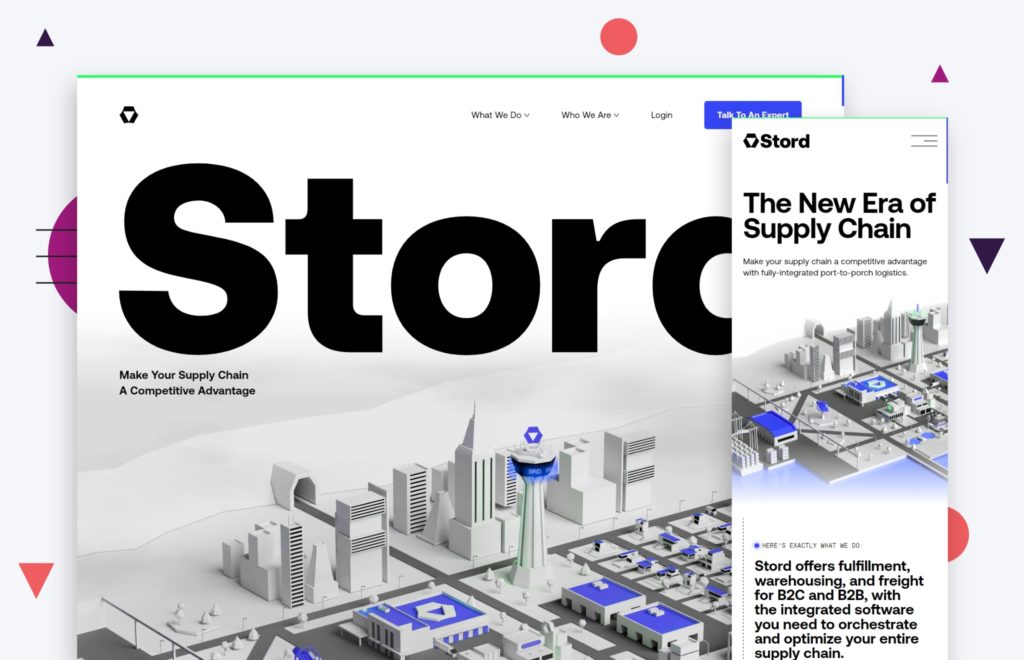 What We Do
Who We Are
Login
Talk To An Expert
Stord
Make Your Supply Chain
A Competitive Advantage
Stord
The New Era of
Supply Chain
Make your supply chain a competitive advantage
with fully-integrated port-to-porch logistics.
HERE'S EXACTLY WHAT WE DO:
Stord offers fulfillment,
warehousing, and freight
for B2C and B2B, with
the integrated software
you need to orchestrate
and optimize your entire
supply chain.